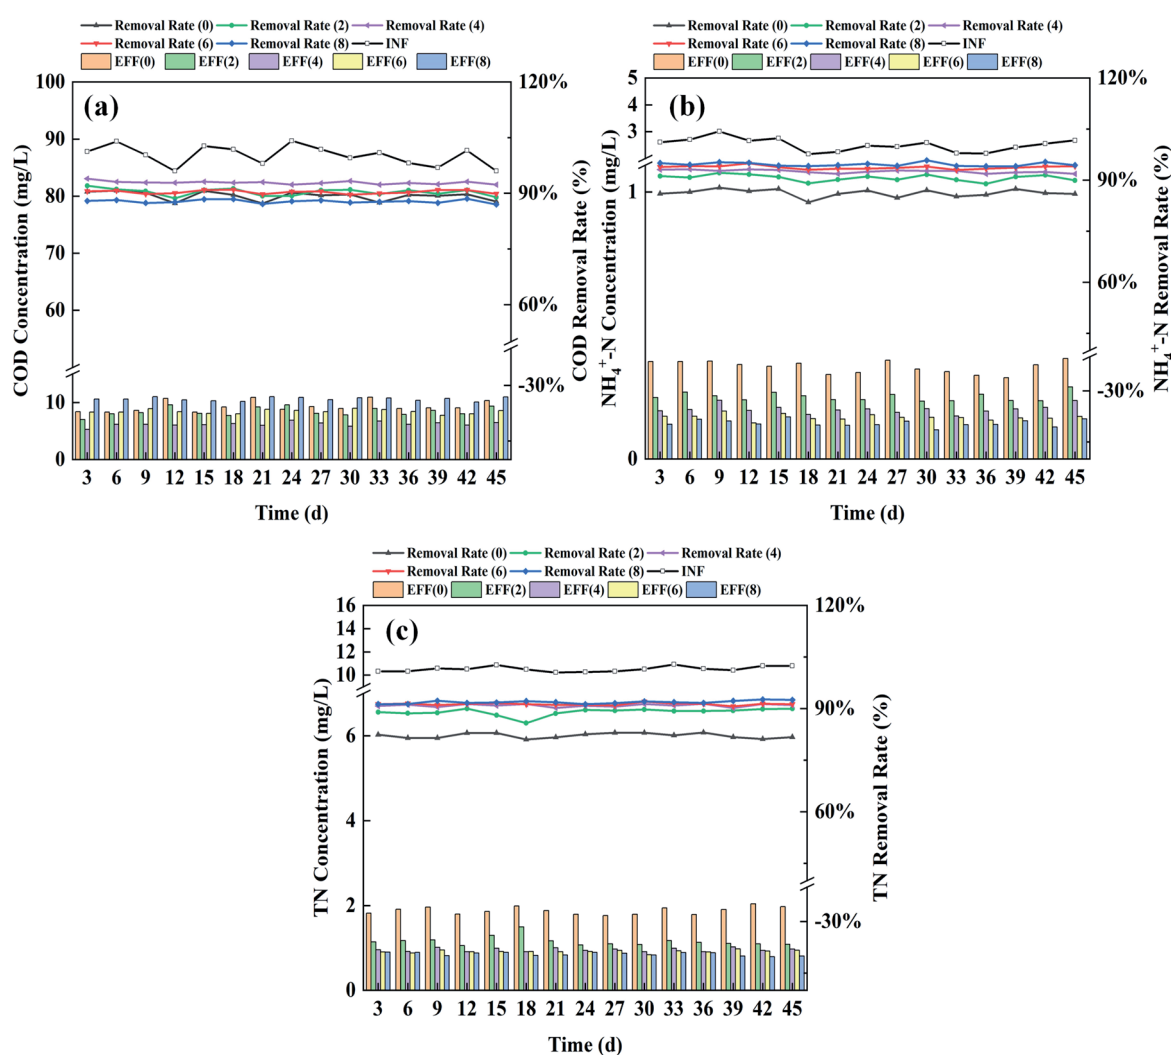 Removal Rate (0) Removal Rate (2) Removal Rate (4)
Removal Rate (6) Removal Rate (8) INF
EFF(0) EFF(2) EFF(4) EFF(6) EFF(8)
(a)
COD Concentration (mg/L)
100
90
80
70
60
10
0
120%
90%
60%
-30%
COD Removal Rate (%)
3 6 9 12 15 18 21 24 27 30 33 36 39 42 45
Time (d)
Removal Rate (0) Removal Rate (2) Removal Rate (4)
Removal Rate (6) Removal Rate (8) INF
EFF(0) EFF(2) EFF(4) EFF(6) EFF(8)
(b)
NH₄⁺-N Concentration (mg/L)
5
4
3
1
0
120%
90%
60%
-30%
NH₄⁺-N Removal Rate (%)
3 6 9 12 15 18 21 24 27 30 33 36 39 42 45
Time (d)
Removal Rate (0) Removal Rate (2) Removal Rate (4)
Removal Rate (6) Removal Rate (8) INF
EFF(0) EFF(2) EFF(4) EFF(6) EFF(8)
(c)
TN Concentration (mg/L)
16
14
12
10
6
4
2
0
120%
90%
60%
-30%
TN Removal Rate (%)
3 6 9 12 15 18 21 24 27 30 33 36 39 42 45
Time (d)